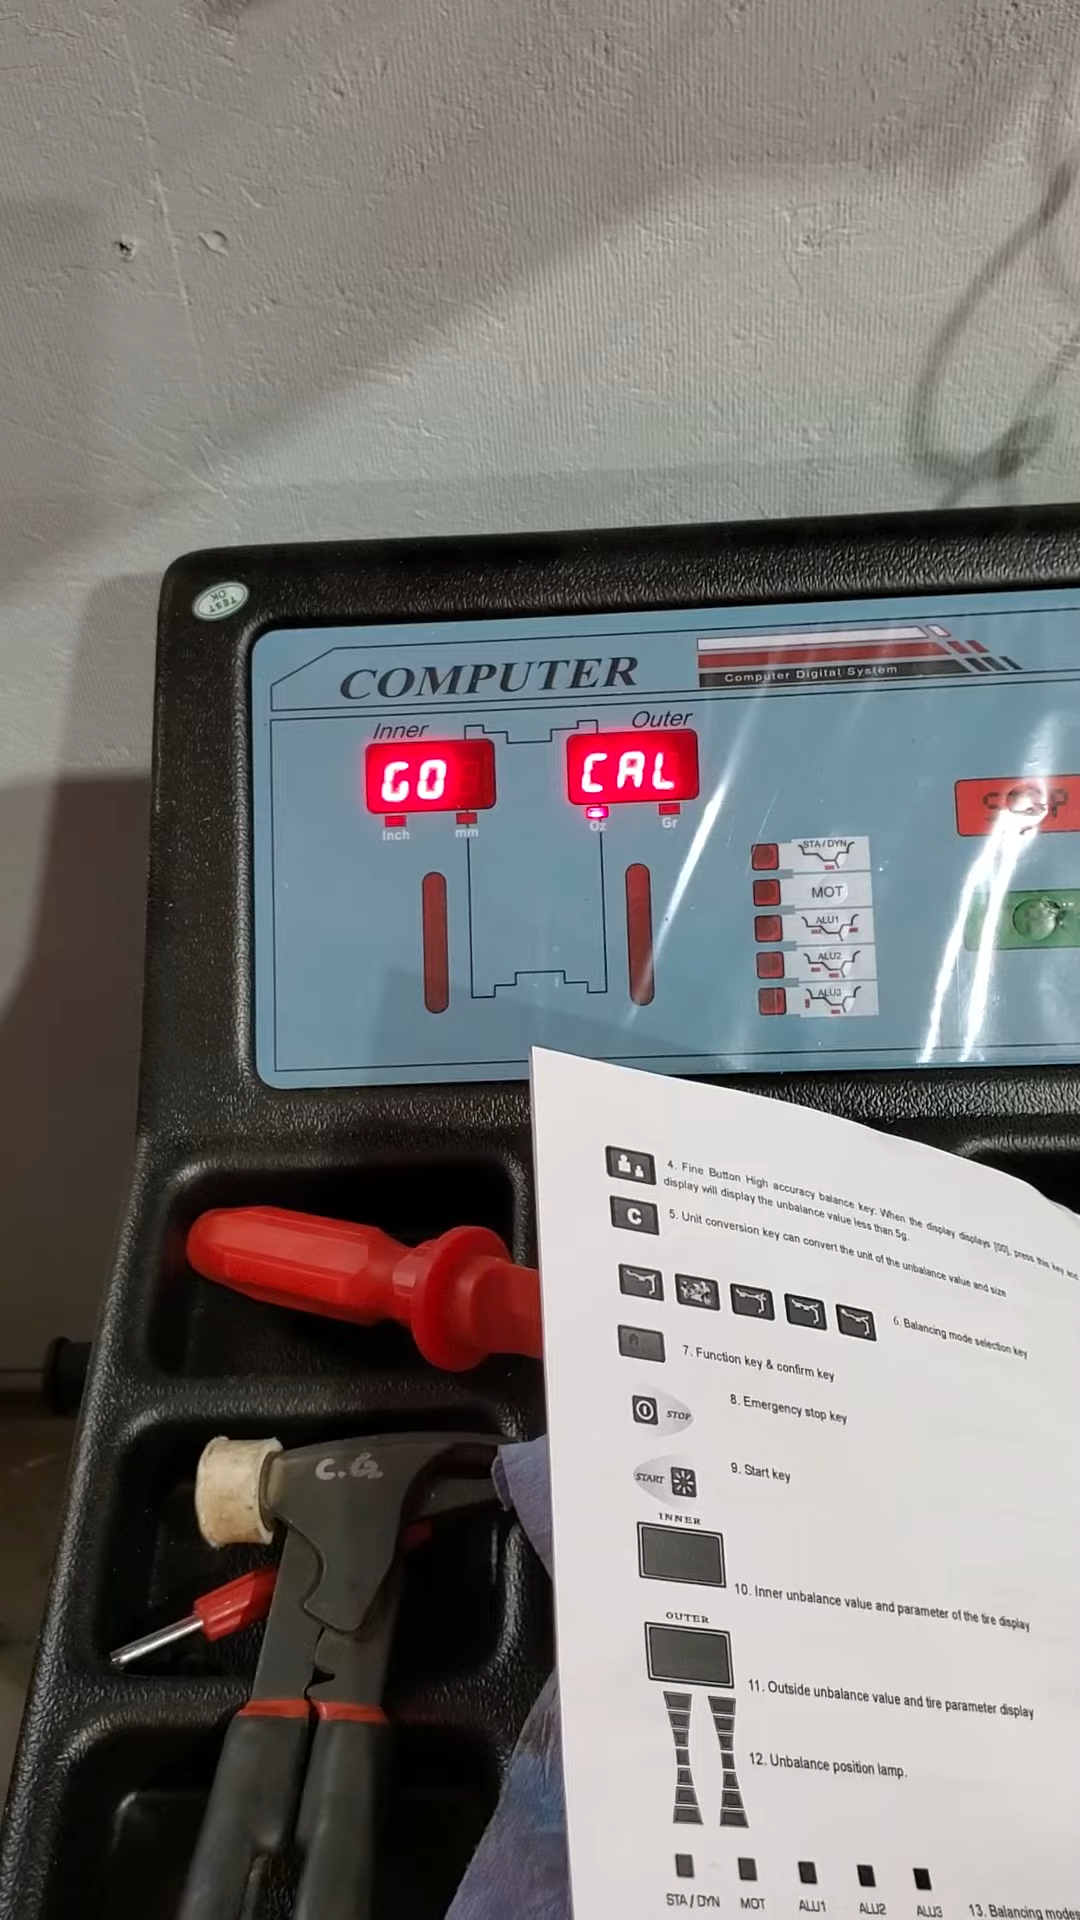 TEST
OK
COMPUTER
Computer Digital System
Inner
Outer
GO
CAL
Inch
mm
Oz
Gr
STOP
STA/DYN
MOT
ALU1
ALU2
ALU3
C.G.
4. Fine Button High accuracy balance key: When the display displays [00], press this key and
display will display the unbalance value less than 5g.
C
5. Unit conversion key can convert the unit of the unbalance value and size
6. Balancing mode selection key
7. Function key & confirm key
STOP
8. Emergency stop key
START
9. Start key
INNER
10. Inner unbalance value and parameter of the tire display
OUTER
11. Outside unbalance value and tire parameter display
12. Unbalance position lamp.
STA / DYN MOT ALU1 ALU2 ALU3
13. Balancing modes